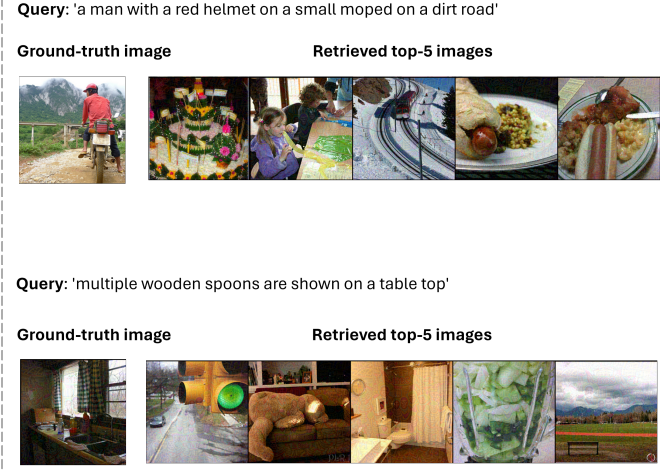 Query: 'a man with a red helmet on a small moped on a dirt road'
Ground-truth image Retrieved top-5 images
Query: 'multiple wooden spoons are shown on a table top'
Ground-truth image Retrieved top-5 images